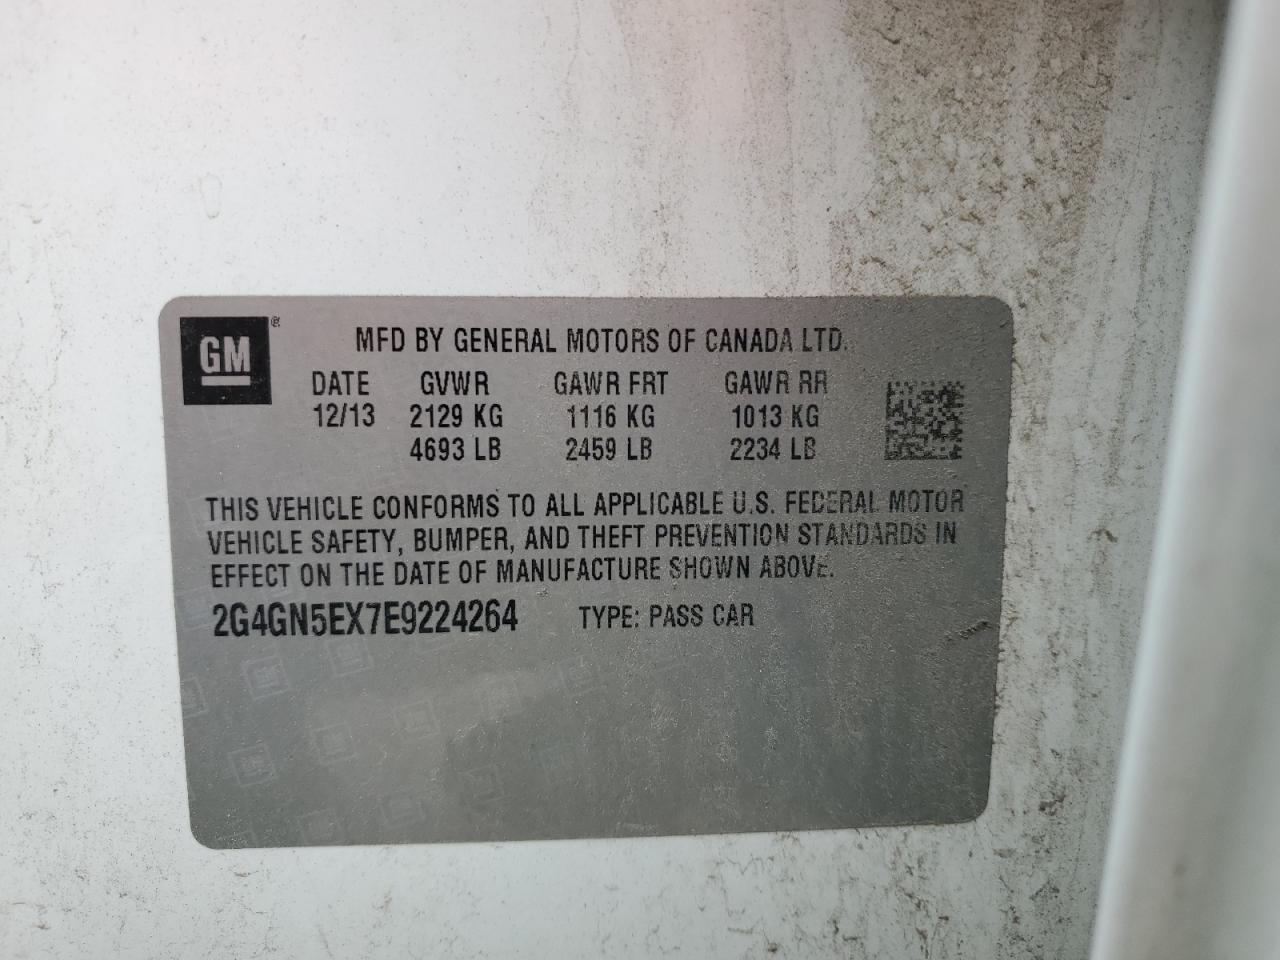 GM®
MFD BY GENERAL MOTORS OF CANADA LTD.
DATE GVWR GAWR FRT GAWR RR
12/13 2129 KG 1116 KG 1013 KG
4693 LB 2459 LB 2234 LB
THIS VEHICLE CONFORMS TO ALL APPLICABLE U.S. FEDERAL MOTOR
VEHICLE SAFETY, BUMPER, AND THEFT PREVENTION STANDARDS IN
EFFECT ON THE DATE OF MANUFACTURE SHOWN ABOVE.
2G4GN5EX7E9224264 TYPE: PASS CAR